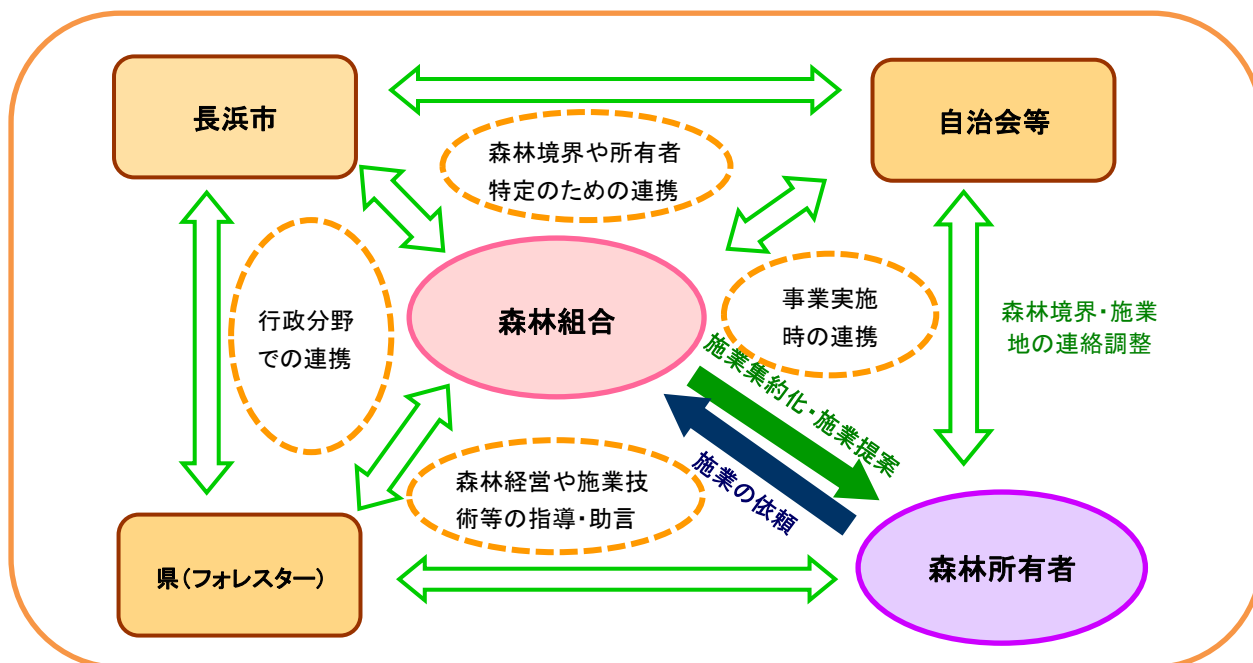 長浜市
自治会等
森林境界や所有者
特定のための連携
行政分野
での連携
森林組合
事業実施
時の連携
森林境界・施業
地の連絡調整
施業集約化・施業提案
施業の依頼
森林経営や施業技
術等の指導・助言
県（フォレスター）
森林所有者